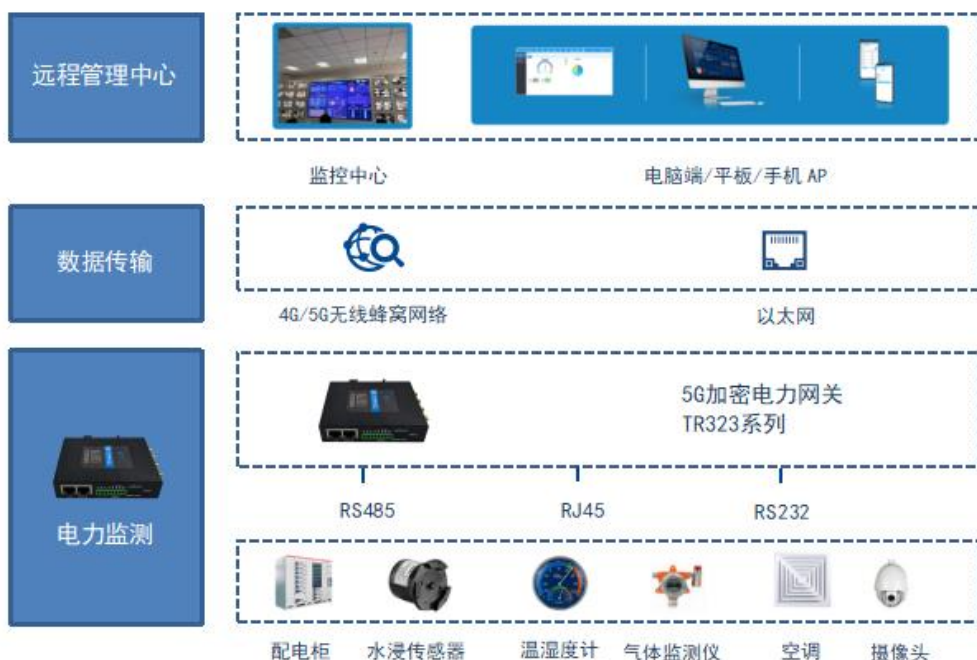 远程管理中心
监控中心
电脑端/平板/手机 AP
数据传输
4G/5G无线蜂窝网络
以太网
5G加密电力网关
TR323系列
电力监测
RS485
RJ45
RS232
配电柜
水浸传感器
温湿度计
气体监测仪
空调
摄像头